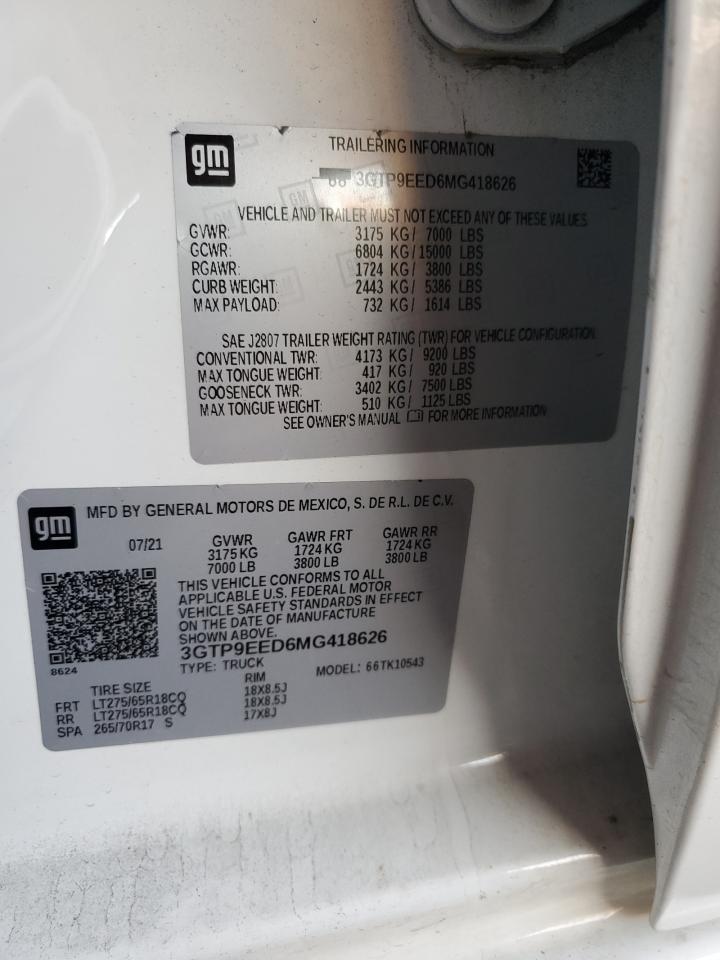 gm
TRAILERING INFORMATION
66 3GTP9EED6MG418626
VEHICLE AND TRAILER MUST NOT EXCEED ANY OF THESE VALUES
GVWR: 3175 KG/ 7000 LBS
GCWR: 6804 KG/ 15000 LBS
RGAWR: 1724 KG/ 3800 LBS
CURB WEIGHT: 2443 KG/ 5386 LBS
MAX PAYLOAD: 732 KG/ 1614 LBS
SAE J2807 TRAILER WEIGHT RATING (TWR) FOR VEHICLE CONFIGURATION.
CONVENTIONAL TWR: 4173 KG/ 9200 LBS
MAX TONGUE WEIGHT: 417 KG/ 920 LBS
GOOSENECK TWR: 3402 KG/ 7500 LBS
MAX TONGUE WEIGHT: 510 KG/ 1125 LBS
SEE OWNER'S MANUAL FOR MORE INFORMATION
gm
MFD BY GENERAL MOTORS DE MEXICO, S. DE R.L. DE C.V.
07/21 GVWR GAWR FRT GAWR RR
3175 KG 1724 KG 1724 KG
7000 LB 3800 LB 3800 LB
THIS VEHICLE CONFORMS TO ALL
APPLICABLE U.S. FEDERAL MOTOR
VEHICLE SAFETY STANDARDS IN EFFECT
ON THE DATE OF MANUFACTURE
SHOWN ABOVE.
3GTP9EED6MG418626
8624
TYPE: TRUCK MODEL: 66TK10543
TIRE SIZE RIM
FRT LT275/65R18CQ 18X8.5J
RR LT275/65R18CQ 18X8.5J
SPA 265/70R17 S 17X8J